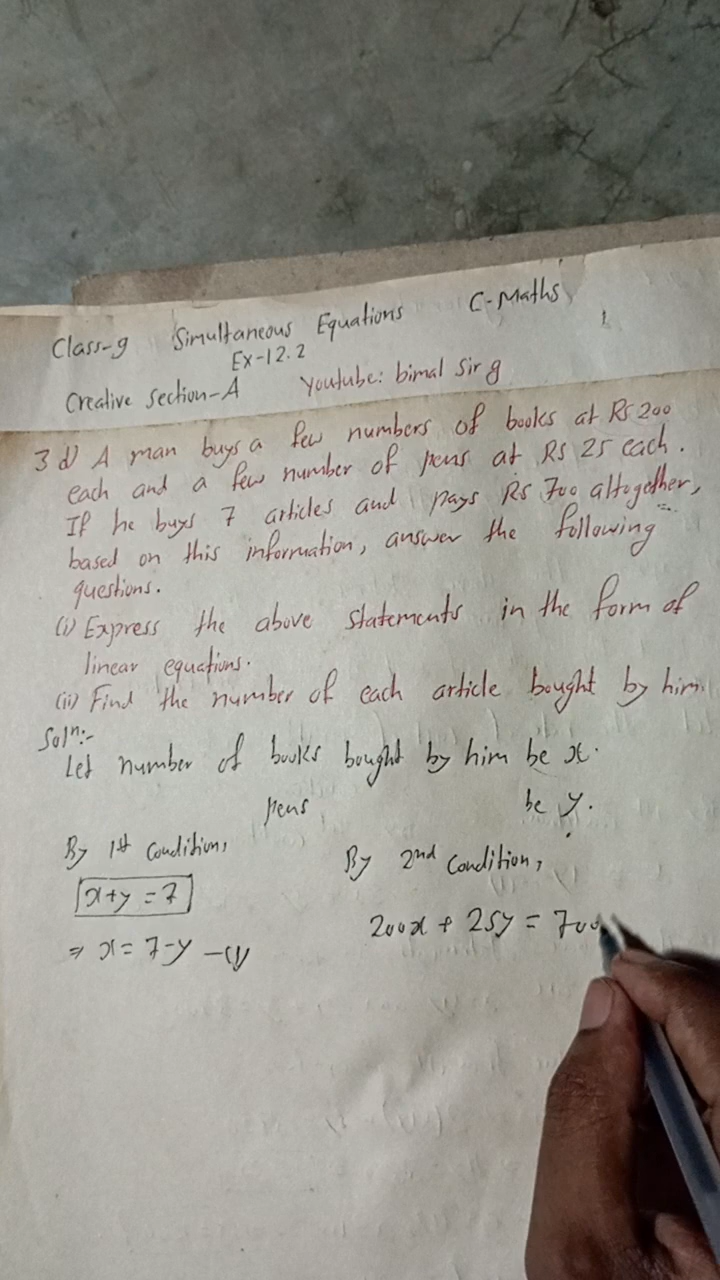 Class-9 Simultaneous Equations C-Maths
Ex-12.2
Creative Section-A Youtube: bimal Sir g
3 d) A man buys a few numbers of books at Rs 200
each and a few number of pens at RS 25 each.
If he buys 7 articles and pays Rs 700 altogether,
based on this information, answer the following
questions.
(i) Express the above statements in the form of
linear equations.
(ii) Find the number of each article bought by him.
Solⁿ:-
Let number of books bought by him be x.
pens be y.
By 1st Condition,
x+y = 7
⇒ x = 7-y -(i)
By 2nd Condition,
200x + 25y = 700